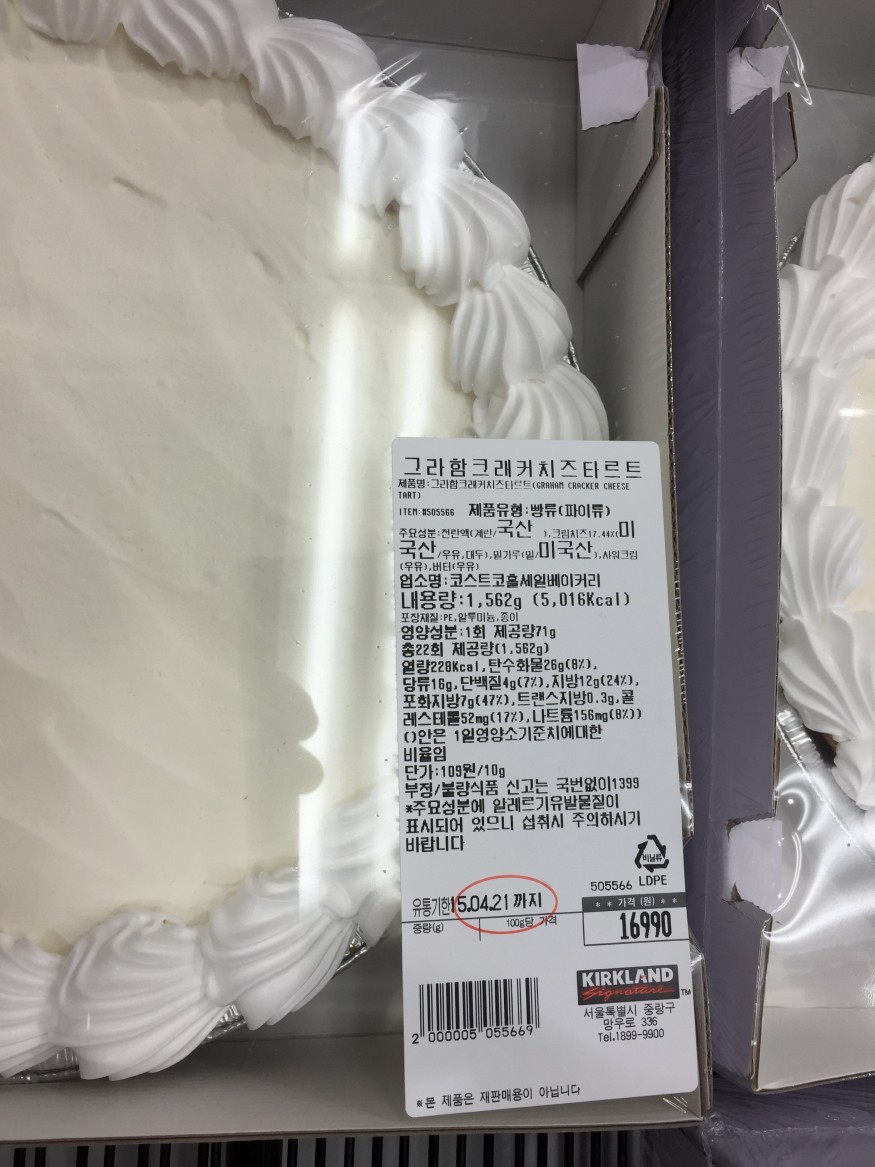 그라함크래커치즈타르트
제품명:그라함크래커치즈타르트(GRAHAM CRACKER CHEESE
TART)
ITEM:#505566 제품유형:빵류(파이류)
주요성분:전란액(계란/국산 ),크림치즈17.44%(미
국산/우유,대두),밀가루(밀/미국산),사워크림
(우유),버터(우유)
업소명:코스트코홀세일베이커리
내용량:1,562g (5,016Kcal)
포장재질:PE,알루미늄,종이
영양성분:1회 제공량71g
총22회 제공량(1,562g)
열량228Kcal,탄수화물26g(8%),
당류16g,단백질4g(7%),지방12g(24%),
포화지방7g(47%),트랜스지방0.3g,콜
레스테롤52mg(17%),나트륨156mg(8%))
()안은 1일영양소기준치에대한
비율임
단가:109원/10g
부정/불량식품 신고는 국번없이1399
*주요성분에 알레르기유발물질이
표시되어 있으니 섭취시 주의하시기
바랍니다
비닐류
505566 LDPE
유통기한15.04.21 까지
** 가격 (원) **
중량(g) 100g당 가격
16990
KIRKLAND
Signature TM
2 000005 055669
서울특별시 중랑구
망우로 336
Tel.1899-9900
*본 제품은 재판매용이 아닙니다